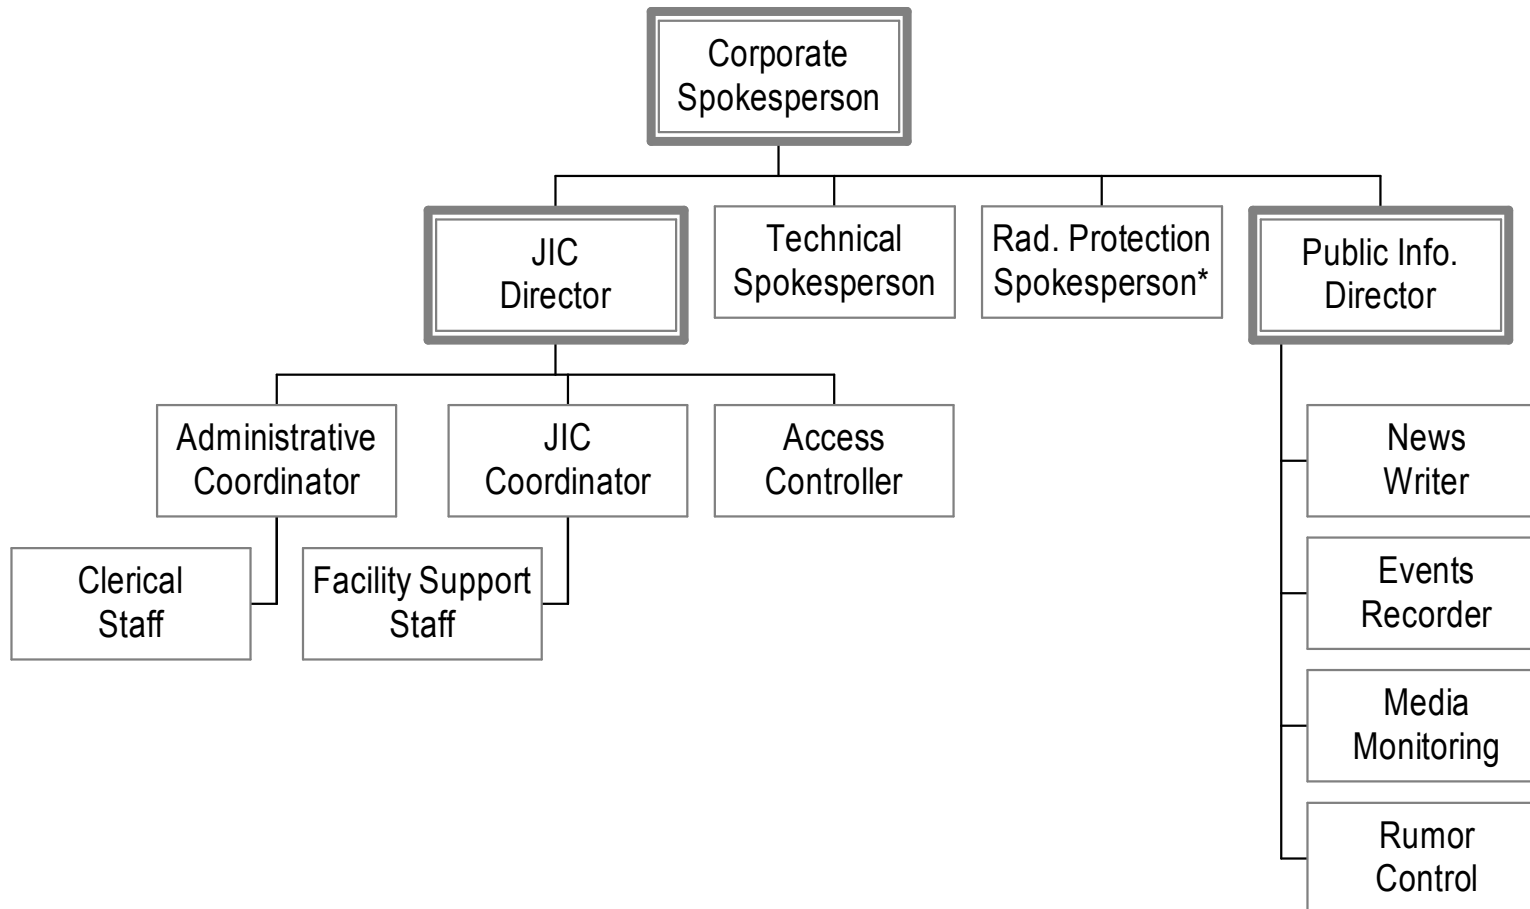 Corporate
Spokesperson
JIC
Director
Technical
Spokesperson
Rad. Protection
Spokesperson*
Public Info.
Director
Administrative
Coordinator
JIC
Coordinator
Access
Controller
News
Writer
Clerical
Staff
Facility Support
Staff
Events
Recorder
Media
Monitoring
Rumor
Control